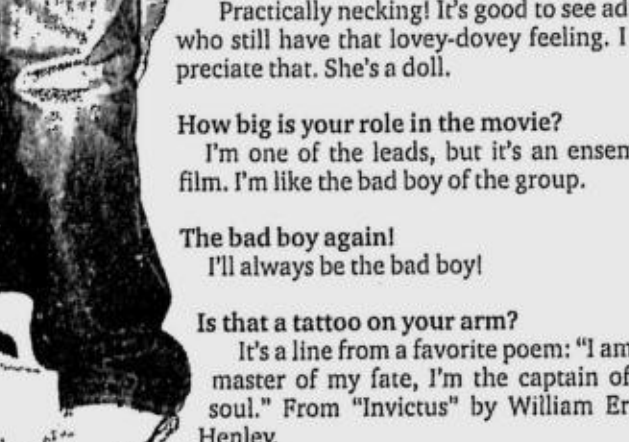 Practically necking! It's good to see ad
who still have that lovey-dovey feeling. I
preciate that. She's a doll.
How big is your role in the movie?
I'm one of the leads, but it's an ensen
film. I'm like the bad boy of the group.
The bad boy again!
I'll always be the bad boy!
Is that a tattoo on your arm?
It's a line from a favorite poem: “I am
master of my fate, I'm the captain of
soul.” From “Invictus” by William Er
Henley.